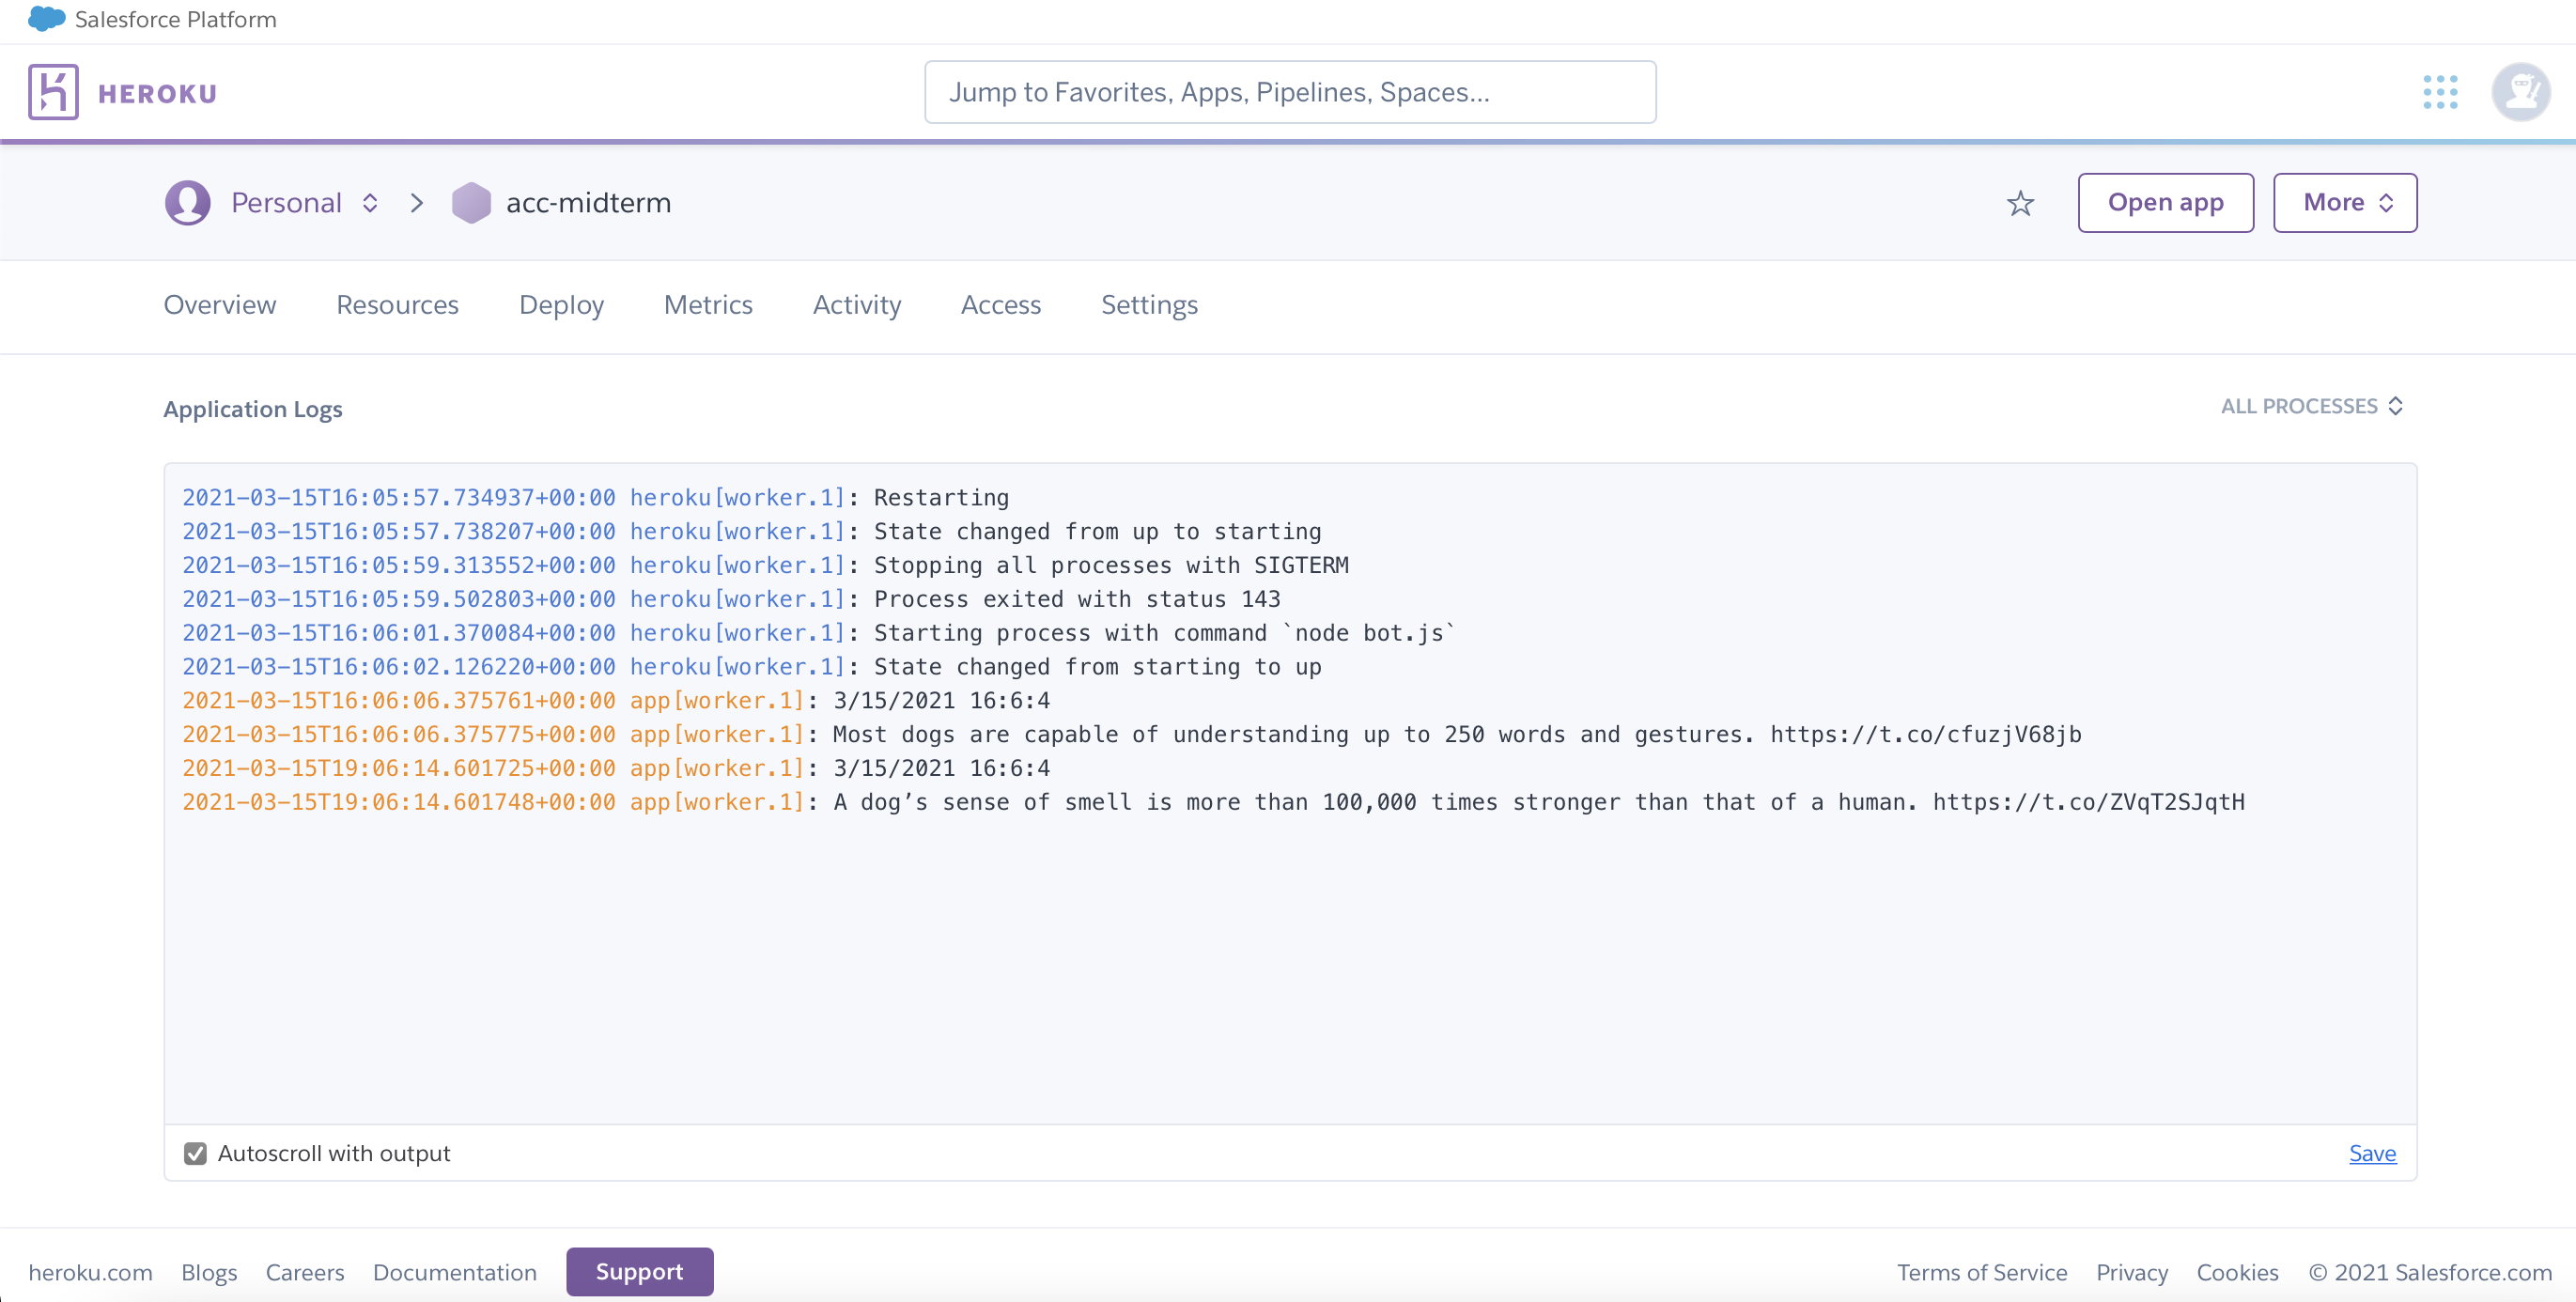 Salesforce Platform
HEROKU
Jump to Favorites, Apps, Pipelines, Spaces...
Personal
acc-midterm
Open app
More
Overview Resources Deploy Metrics Activity Access Settings
Application Logs
ALL PROCESSES
2021-03-15T16:05:57.734937+00:00 heroku[worker.1]: Restarting
2021-03-15T16:05:57.738207+00:00 heroku[worker.1]: State changed from up to starting
2021-03-15T16:05:59.313552+00:00 heroku[worker.1]: Stopping all processes with SIGTERM
2021-03-15T16:05:59.502803+00:00 heroku[worker.1]: Process exited with status 143
2021-03-15T16:06:01.370084+00:00 heroku[worker.1]: Starting process with command `node bot.js`
2021-03-15T16:06:02.126220+00:00 heroku[worker.1]: State changed from starting to up
2021-03-15T16:06:06.375761+00:00 app[worker.1]: 3/15/2021 16:6:4
2021-03-15T16:06:06.375775+00:00 app[worker.1]: Most dogs are capable of understanding up to 250 words and gestures. https://t.co/cfuzjV68jb
2021-03-15T19:06:14.601725+00:00 app[worker.1]: 3/15/2021 16:6:4
2021-03-15T19:06:14.601748+00:00 app[worker.1]: A dog’s sense of smell is more than 100,000 times stronger than that of a human. https://t.co/ZVqT2SJqtH
Autoscroll with output
Save
heroku.com Blogs Careers Documentation Support
Terms of Service Privacy Cookies © 2021 Salesforce.com